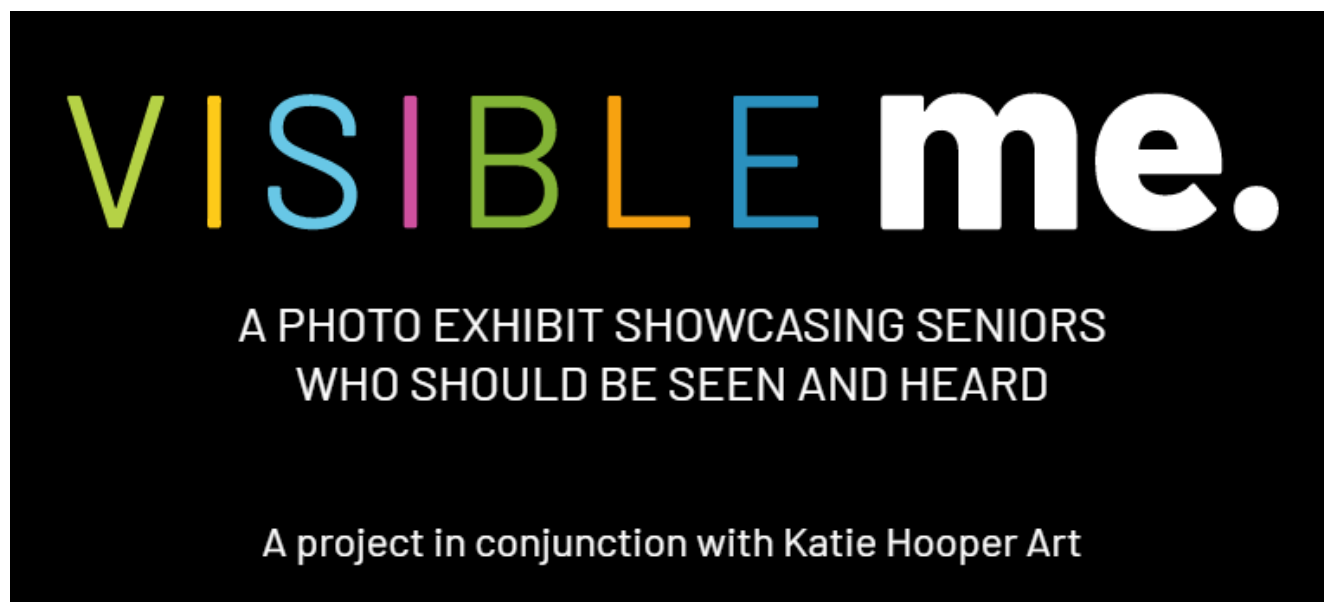 VISIBLE me.
A PHOTO EXHIBIT SHOWCASING SENIORS
WHO SHOULD BE SEEN AND HEARD
A project in conjunction with Katie Hooper Art